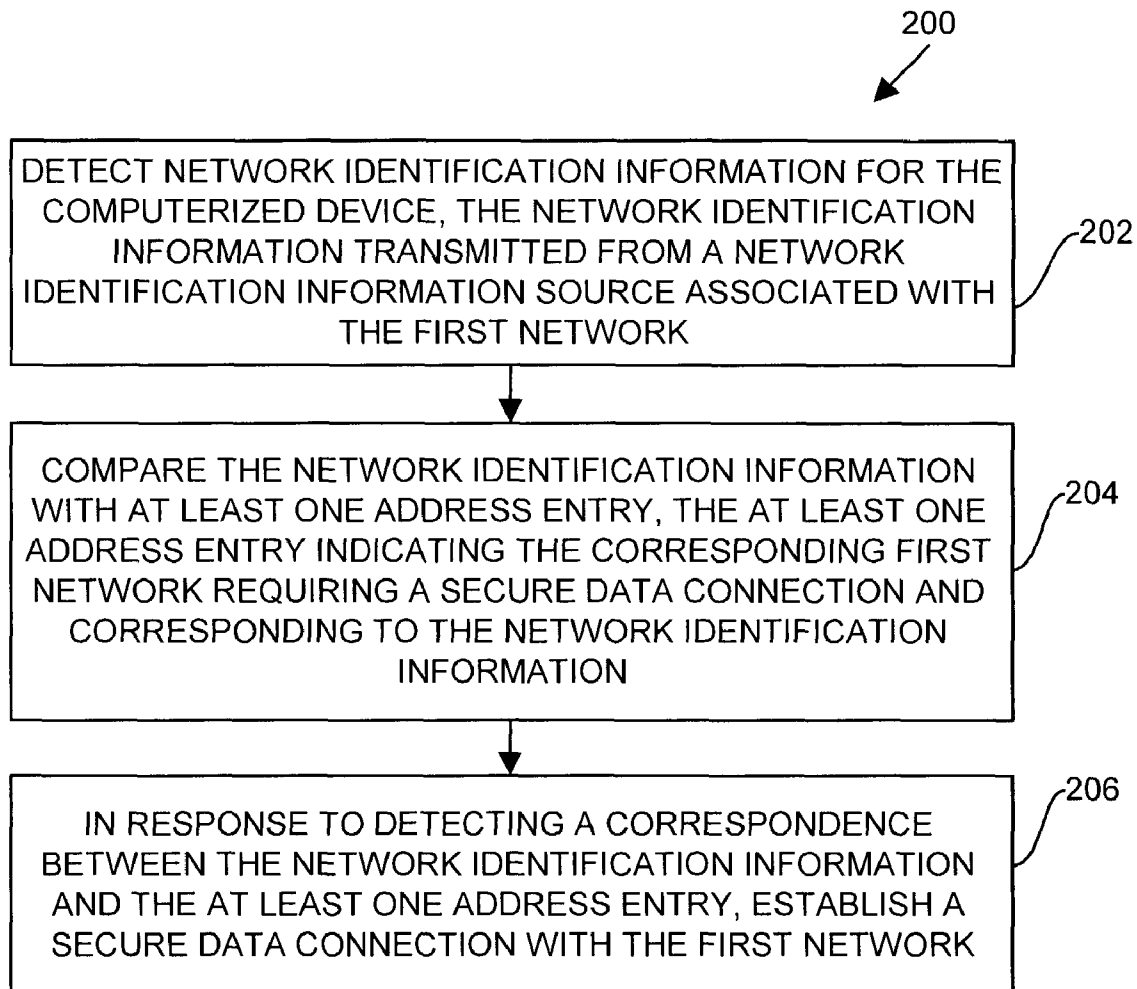 200
DETECT NETWORK IDENTIFICATION INFORMATION FOR THE
COMPUTERIZED DEVICE, THE NETWORK IDENTIFICATION
INFORMATION TRANSMITTED FROM A NETWORK
IDENTIFICATION INFORMATION SOURCE ASSOCIATED WITH
THE FIRST NETWORK
202
COMPARE THE NETWORK IDENTIFICATION INFORMATION
WITH AT LEAST ONE ADDRESS ENTRY, THE AT LEAST ONE
ADDRESS ENTRY INDICATING THE CORRESPONDING FIRST
NETWORK REQUIRING A SECURE DATA CONNECTION AND
CORRESPONDING TO THE NETWORK IDENTIFICATION
INFORMATION
204
IN RESPONSE TO DETECTING A CORRESPONDENCE
BETWEEN THE NETWORK IDENTIFICATION INFORMATION
AND THE AT LEAST ONE ADDRESS ENTRY, ESTABLISH A
SECURE DATA CONNECTION WITH THE FIRST NETWORK
206